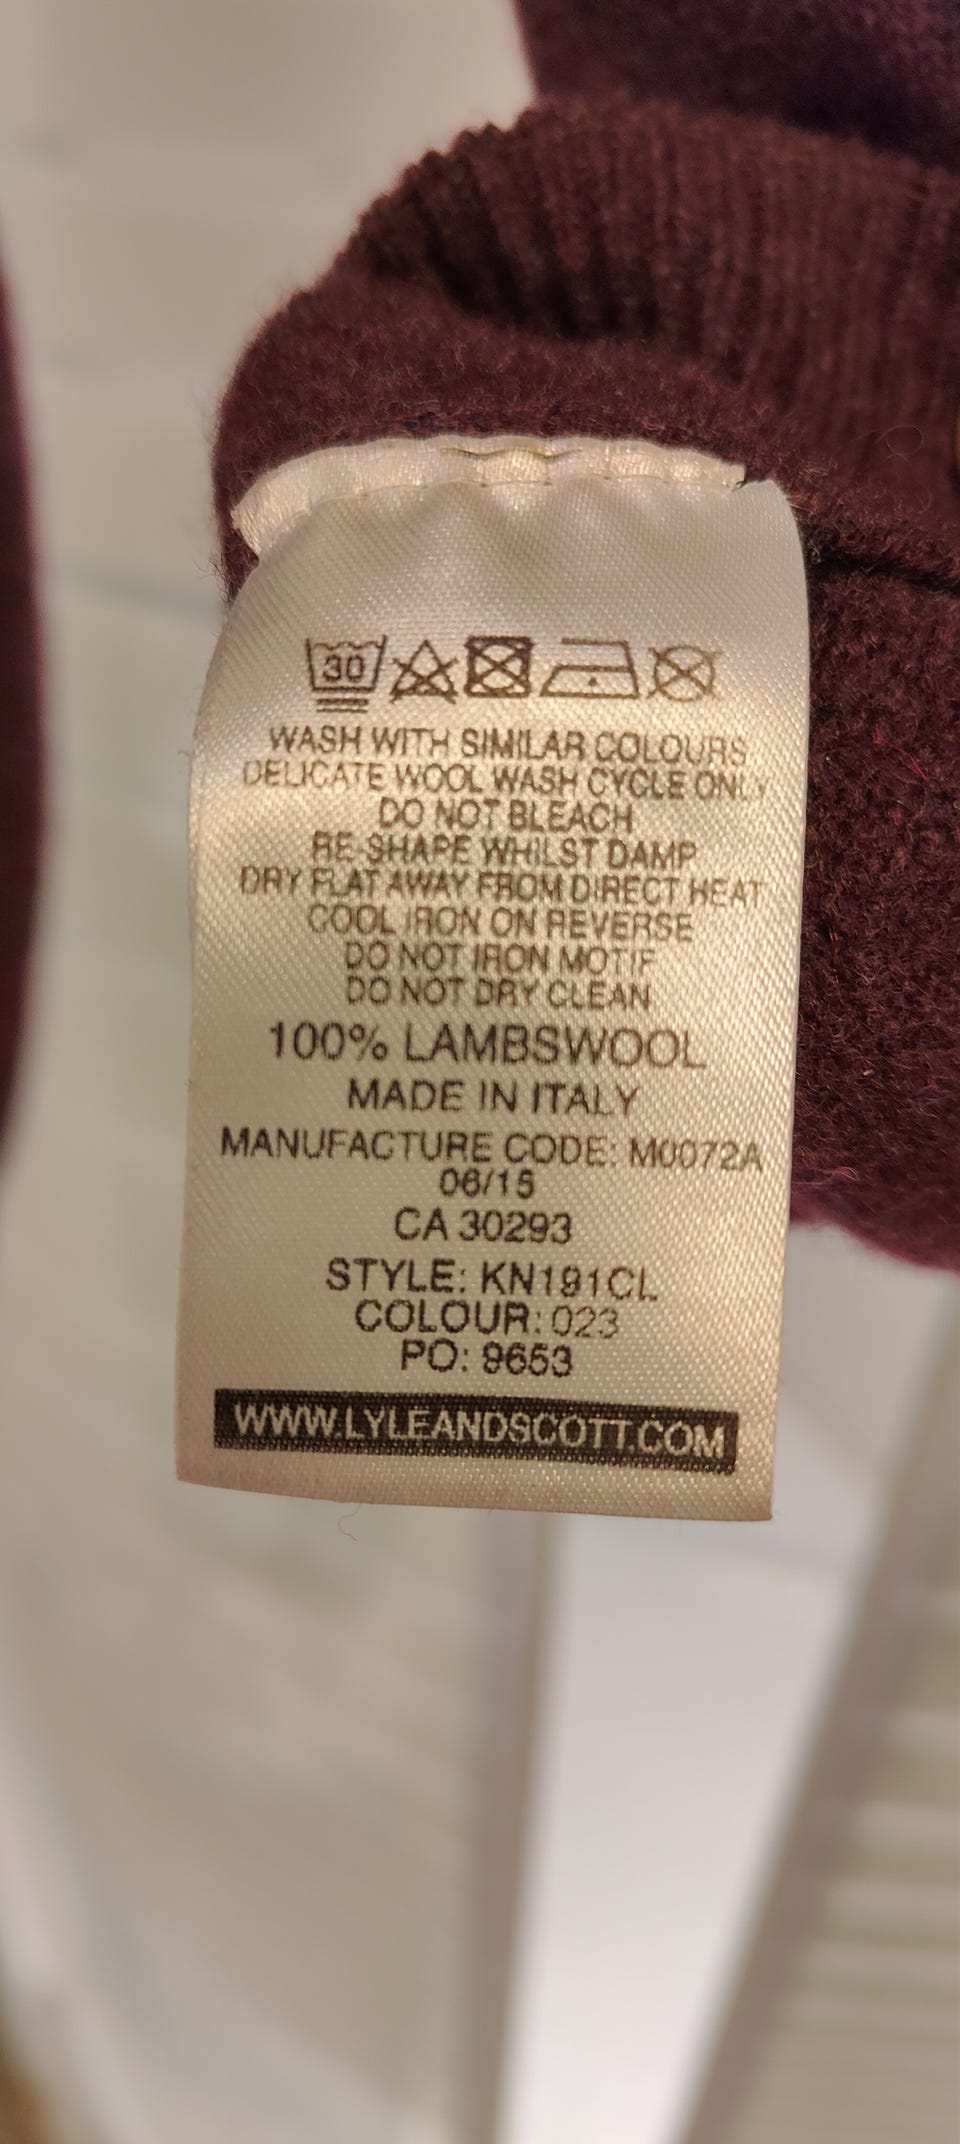 30
WASH WITH SIMILAR COLOURS
DELICATE WOOL WASH CYCLE ONLY
DO NOT BLEACH
RE-SHAPE WHILST DAMP
DRY FLAT AWAY FROM DIRECT HEAT
COOL IRON ON REVERSE
DO NOT IRON MOTIF
DO NOT DRY CLEAN
100% LAMBSWOOL
MADE IN ITALY
MANUFACTURE CODE: M0072A
06/15
CA 30293
STYLE: KN191CL
COLOUR: 023
PO: 9653
WWW.LYLEANDSCOTT.COM